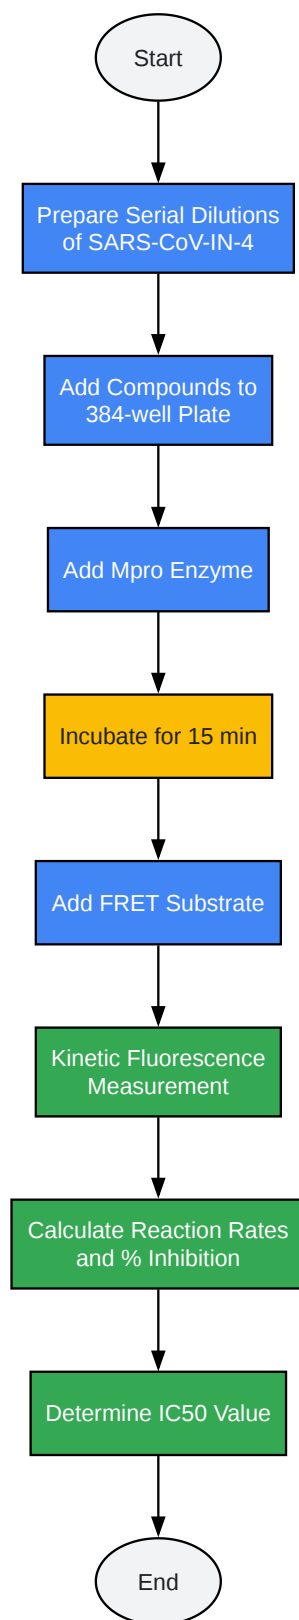 Start
Prepare Serial Dilutions
of SARS-CoV-IN-4
Add Compounds to
384-well Plate
Add Mpro Enzyme
Incubate for 15 min
Add FRET Substrate
Kinetic Fluorescence
Measurement
Calculate Reaction Rates
and % Inhibition
Determine IC50 Value
End